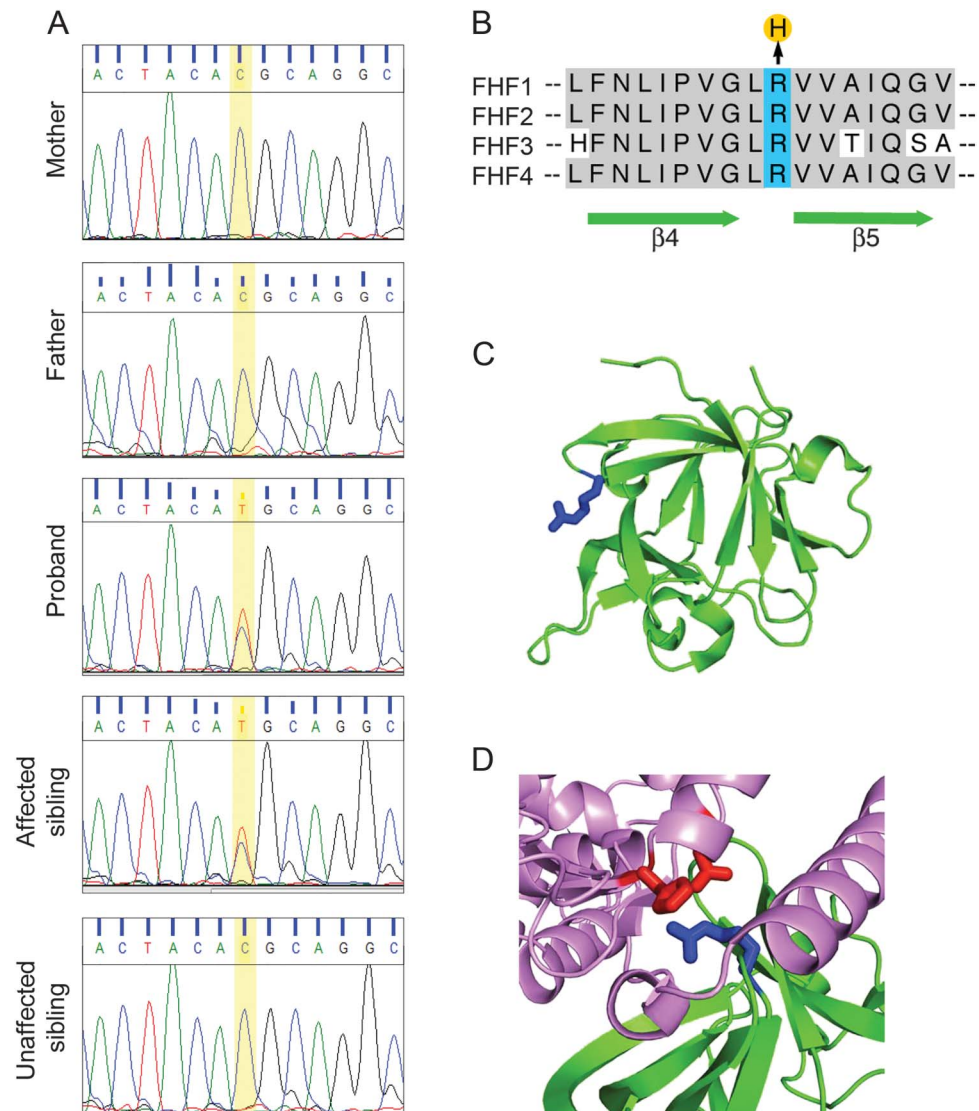 A
Mother
A C T A C A C G C A G G C
Father
A C T A C A C G C A G G C
Proband
A C T A C A T G C A G G C
Affected
sibling
A C T A C A T G C A G G C
Unaffected
sibling
A C T A C A C G C A G G C
B
H
FHF1 -- L F N L I P V G L R V V A I Q G V --
FHF2 -- L F N L I P V G L R V V A I Q G V --
FHF3 -- H F N L I P V G L R V V T I Q S A --
FHF4 -- L F N L I P V G L R V V A I Q G V --
β4 β5
C
D